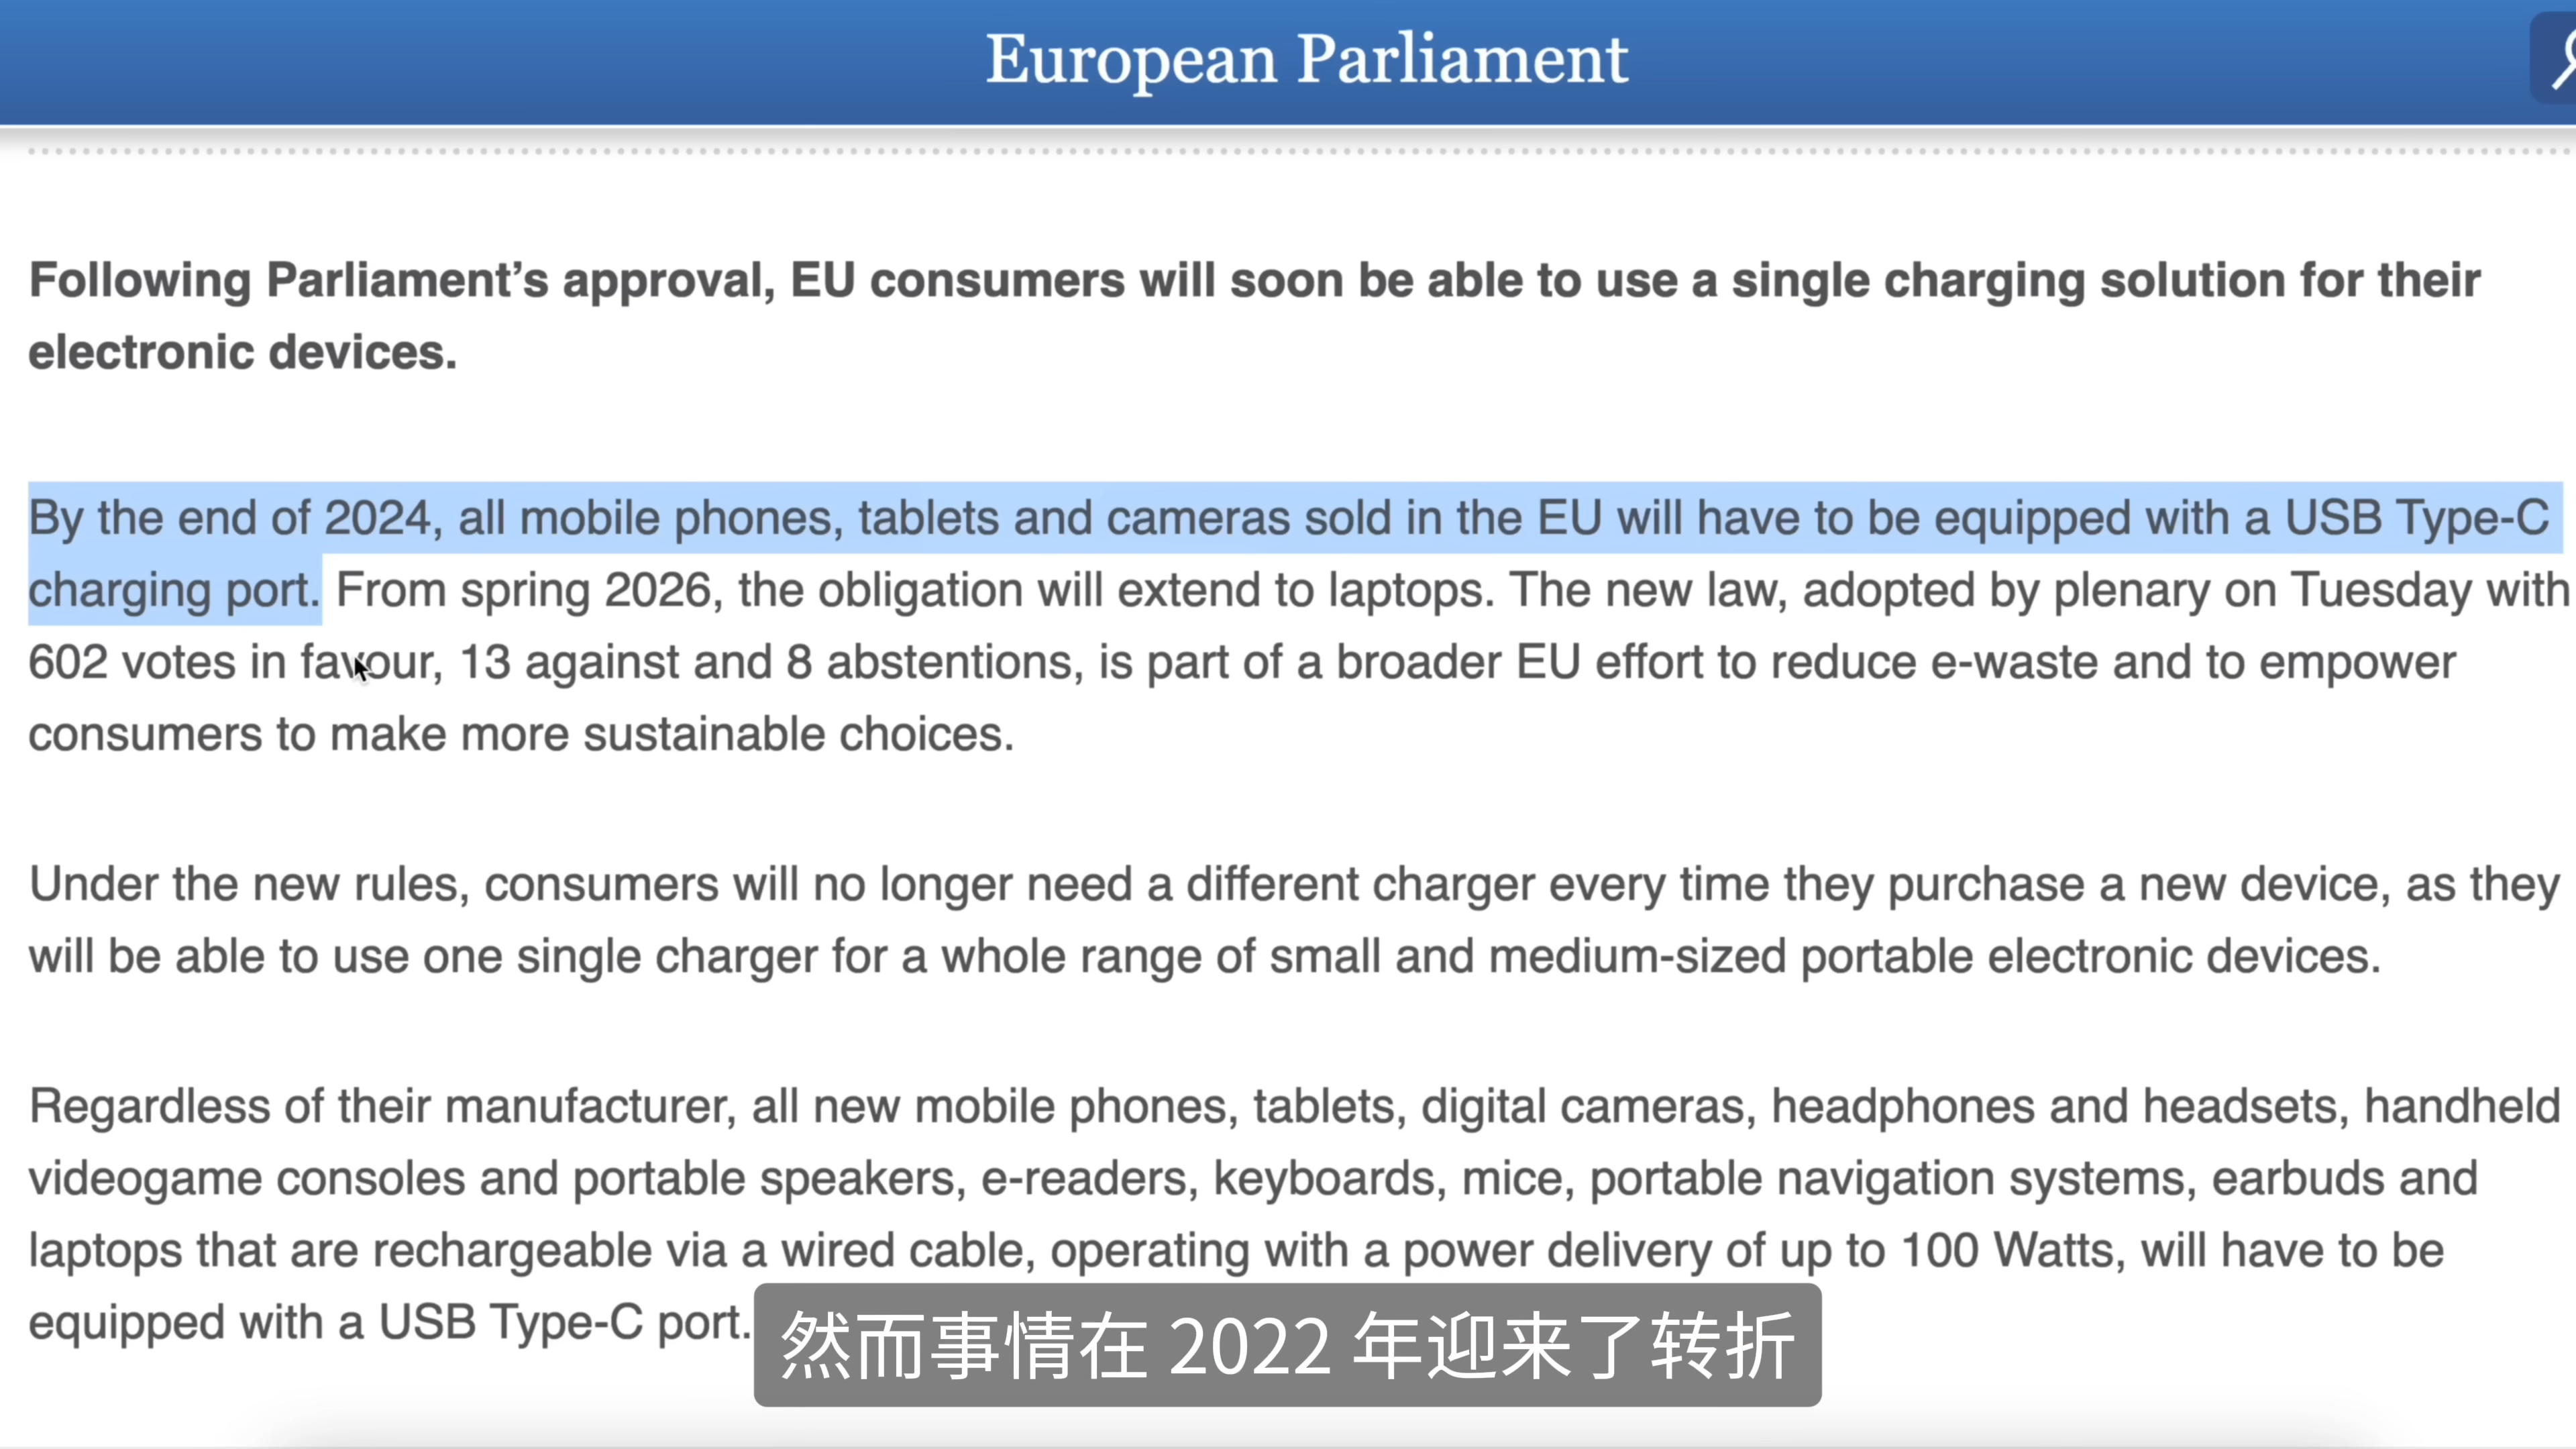 European Parliament
Following Parliament’s approval, EU consumers will soon be able to use a single charging solution for their
electronic devices.
By the end of 2024, all mobile phones, tablets and cameras sold in the EU will have to be equipped with a USB Type-C
charging port. From spring 2026, the obligation will extend to laptops. The new law, adopted by plenary on Tuesday with
602 votes in favour, 13 against and 8 abstentions, is part of a broader EU effort to reduce e-waste and to empower
consumers to make more sustainable choices.
Under the new rules, consumers will no longer need a different charger every time they purchase a new device, as they
will be able to use one single charger for a whole range of small and medium-sized portable electronic devices.
Regardless of their manufacturer, all new mobile phones, tablets, digital cameras, headphones and headsets, handheld
videogame consoles and portable speakers, e-readers, keyboards, mice, portable navigation systems, earbuds and
laptops that are rechargeable via a wired cable, operating with a power delivery of up to 100 Watts, will have to be
equipped with a USB Type-C port.
然而事情在 2022 年迎来了转折